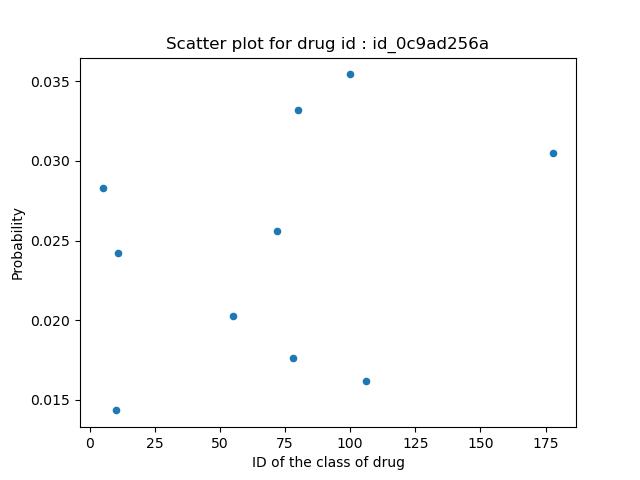 Scatter plot for drug id : id_0c9ad256a
0.035
0.030
0.025
0.020
0.015
Probability
0 25 50 75 100 125 150 175
ID of the class of drug